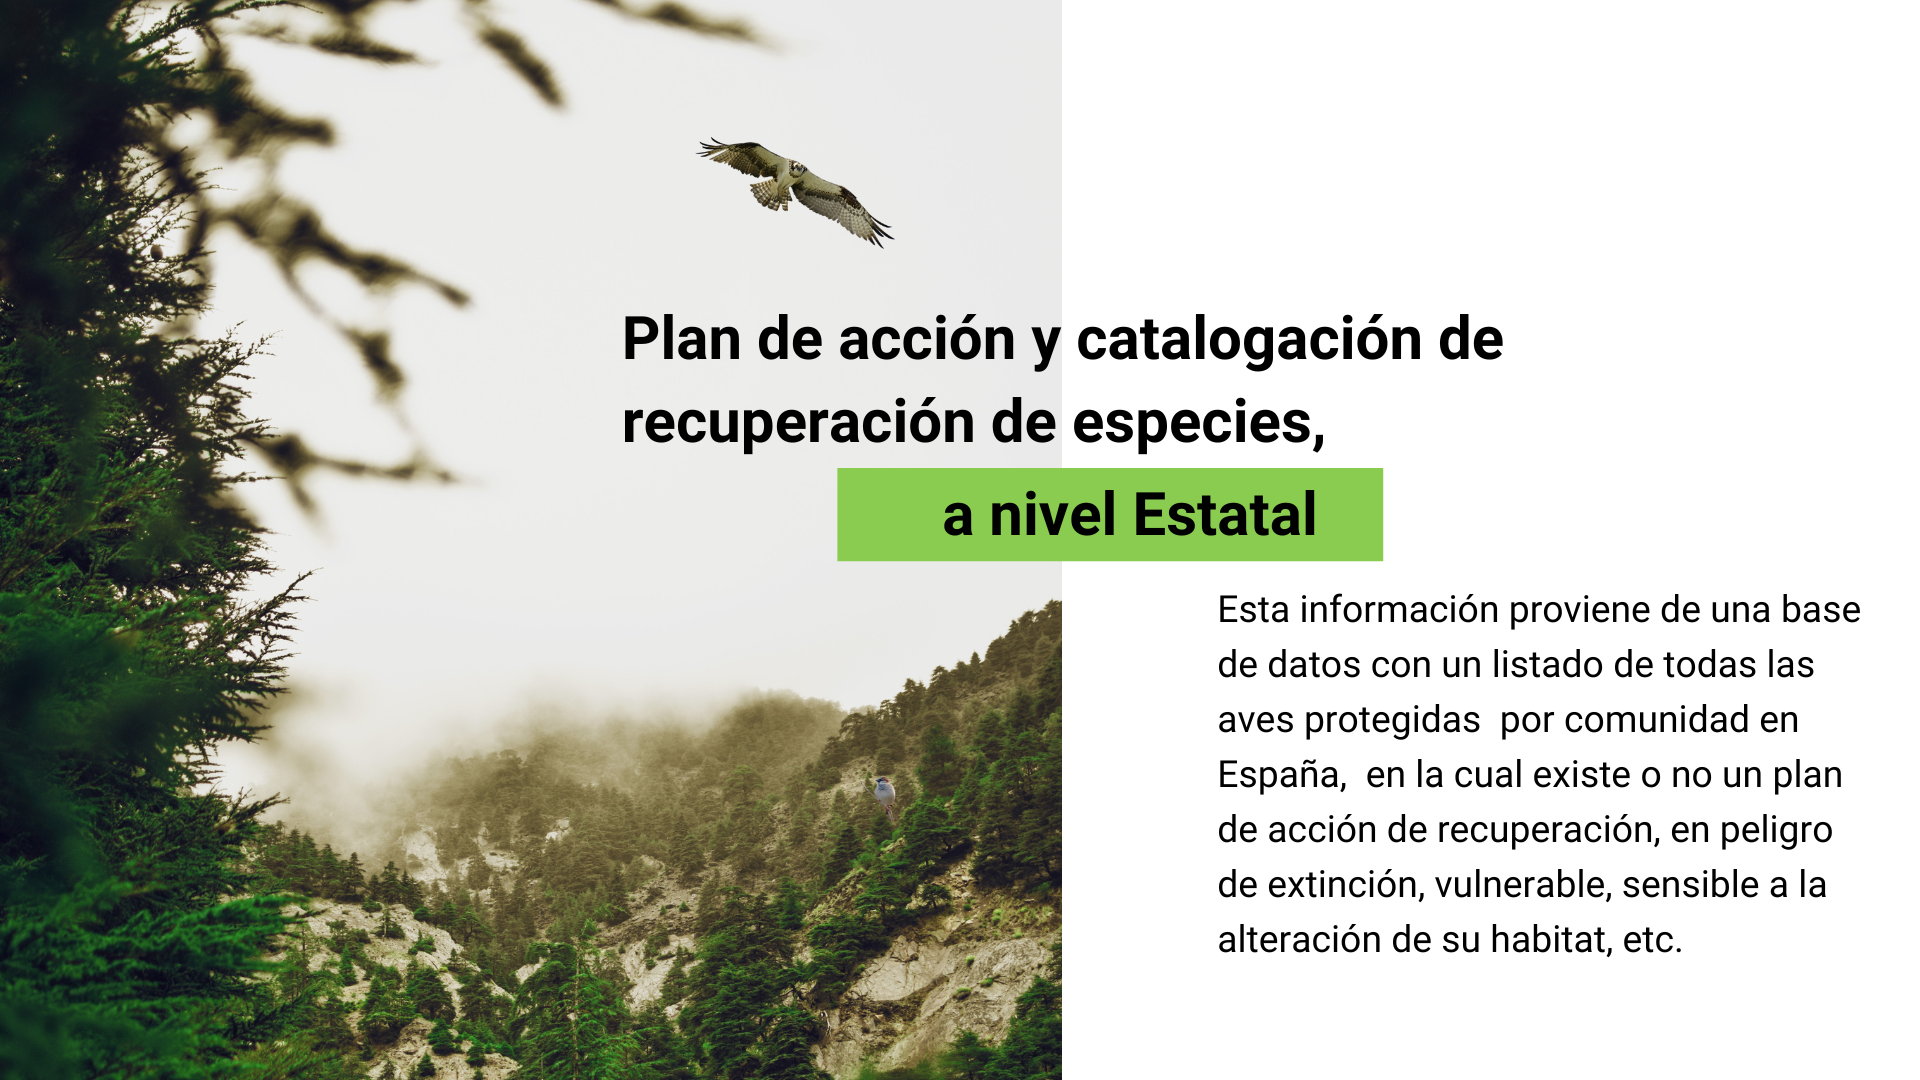 Plan de acción y catalogación de
recuperación de especies,
a nivel Estatal
Esta información proviene de una base
de datos con un listado de todas las
aves protegidas  por comunidad en
España,  en la cual existe o no un plan
de acción de recuperación, en peligro
de extinción, vulnerable, sensible a la
alteración de su habitat, etc.